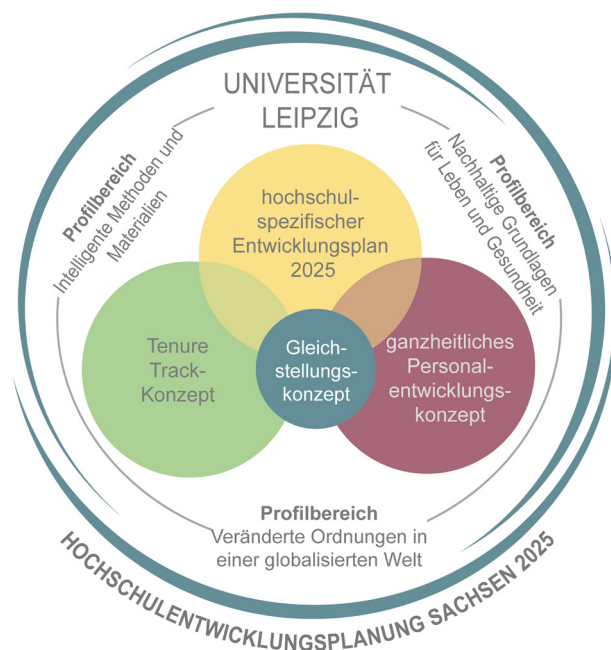 UNIVERSITÄT
LEIPZIG
Profilbereich
Intelligente Methoden und
Materialien
Profilbereich
Nachhaltige Grundlagen
für Leben und Gesundheit
hochschul-
spezifischer
Entwicklungsplan
2025
Tenure
Track-
Konzept
Gleich-
stellungs-
konzept
ganzheitliches
Personal-
entwicklungs-
konzept
Profilbereich
Veränderte Ordnungen in
einer globalisierten Welt
HOCHSCHULENTWICKLUNGSPLANUNG SACHSEN 2025